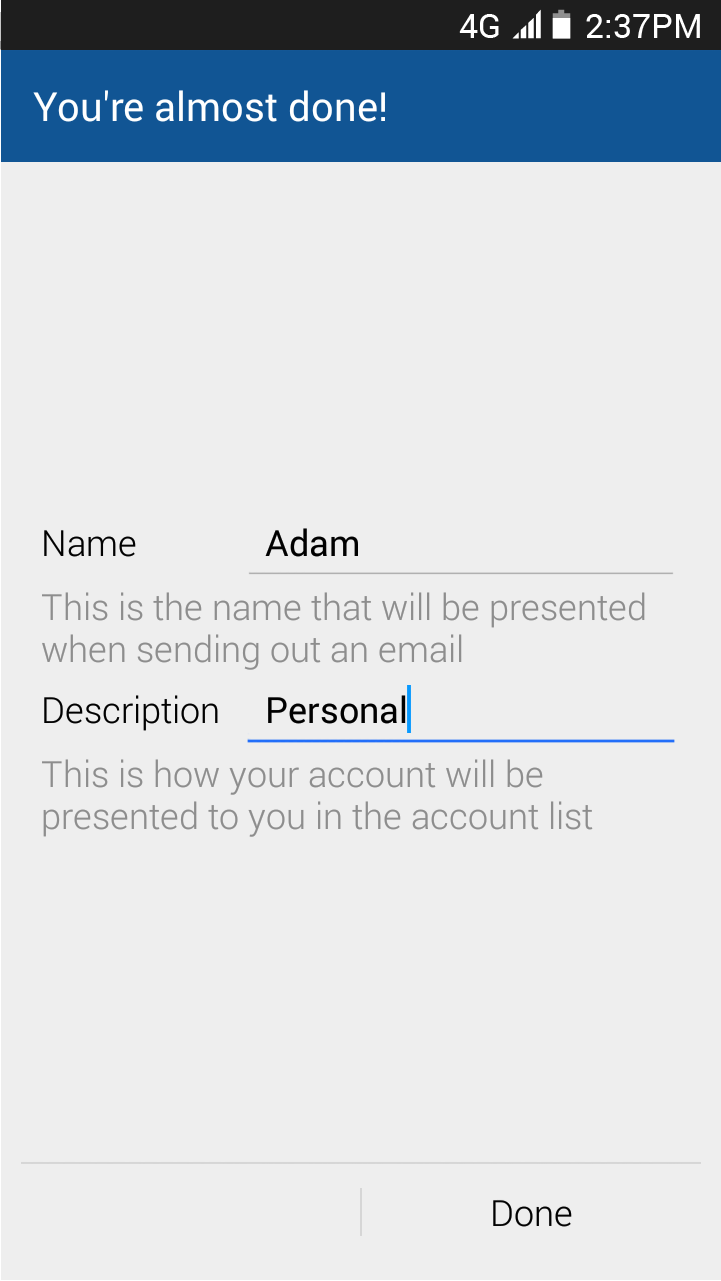 4G 2:37PM
You're almost done!
Name Adam
This is the name that will be presented
when sending out an email
Description Personal
This is how your account will be
presented to you in the account list
Done